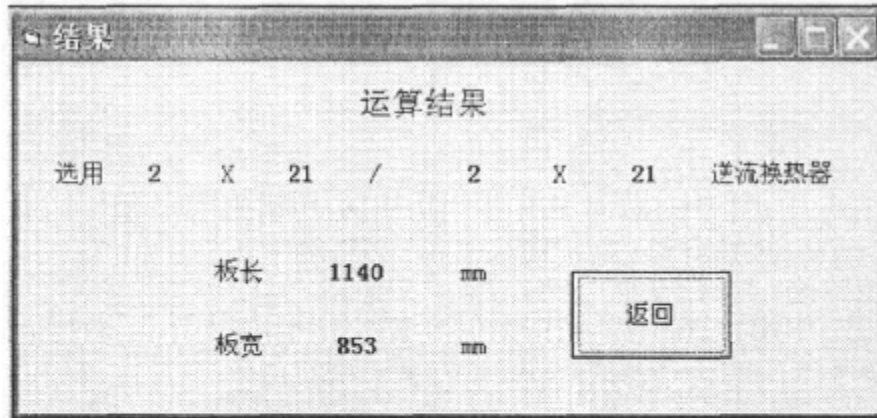 结果
运算结果
选用 2 X 21 / 2 X 21 逆流换热器
板长 1140 mm
板宽 853 mm
返回